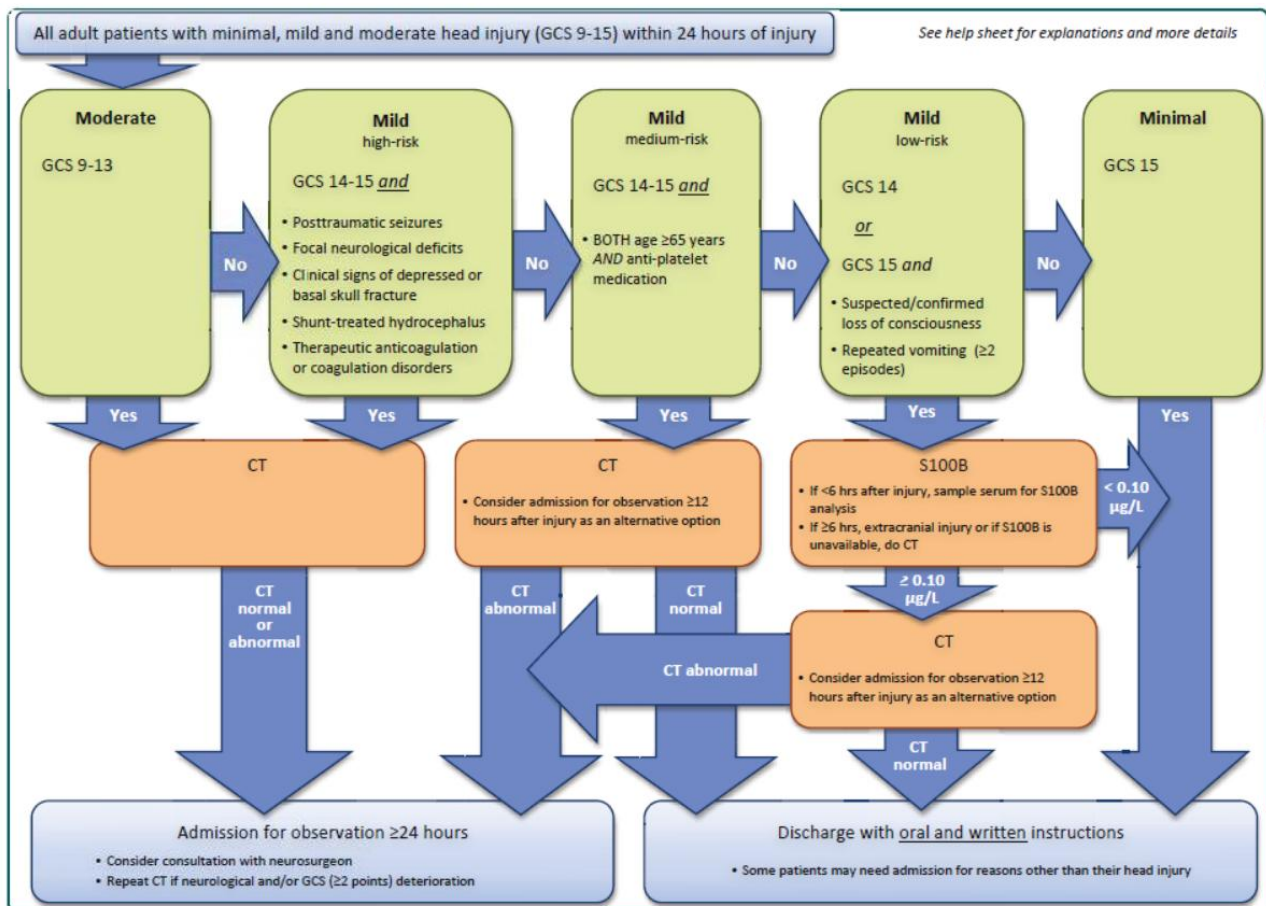 All adult patients with minimal, mild and moderate head injury (GCS 9-15) within 24 hours of injury
See help sheet for explanations and more details
Moderate
GCS 9-13
No
Yes
Mild
high-risk
GCS 14-15 and
• Posttraumatic seizures
• Focal neurological deficits
• Clinical signs of depressed or
basal skull fracture
• Shunt-treated hydrocephalus
• Therapeutic anticoagulation
or coagulation disorders
No
Yes
Mild
medium-risk
GCS 14-15 and
• BOTH age ≥65 years
AND anti-platelet
medication
No
Yes
Mild
low-risk
GCS 14
or
GCS 15 and
• Suspected/confirmed
loss of consciousness
• Repeated vomiting (≥2
episodes)
No
Yes
Minimal
GCS 15
Yes
CT
CT
• Consider admission for observation ≥12
hours after injury as an alternative option
S100B
• If <6 hrs after injury, sample serum for S100B
analysis
• If ≥6 hrs, extracranial injury or if S100B is
unavailable, do CT
< 0.10
µg/L
≥ 0.10
µg/L
CT
normal
or
abnormal
CT
abnormal
CT
normal
CT abnormal
CT
• Consider admission for observation ≥12
hours after injury as an alternative option
CT
normal
Admission for observation ≥24 hours
• Consider consultation with neurosurgeon
• Repeat CT if neurological and/or GCS (≥2 points) deterioration
Discharge with oral and written instructions
• Some patients may need admission for reasons other than their head injury